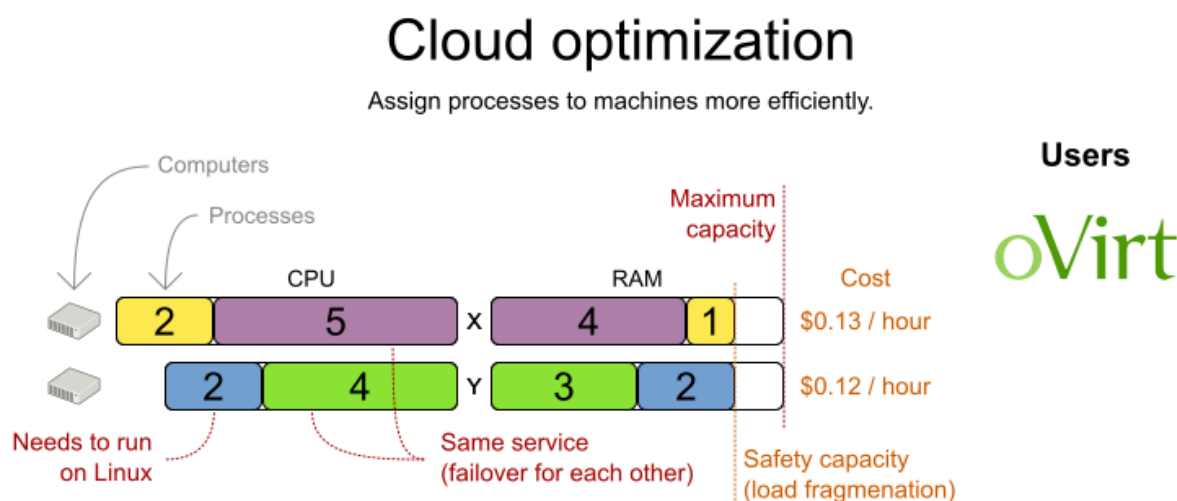 Cloud optimization
Assign processes to machines more efficiently.
Computers
Processes
Users
oVirt
Maximum
capacity
CPU
RAM
Cost
2 5 X 4 1 $0.13 / hour
2 4 Y 3 2 $0.12 / hour
Needs to run
on Linux
Same service
(failover for each other)
Safety capacity
(load fragmenation)